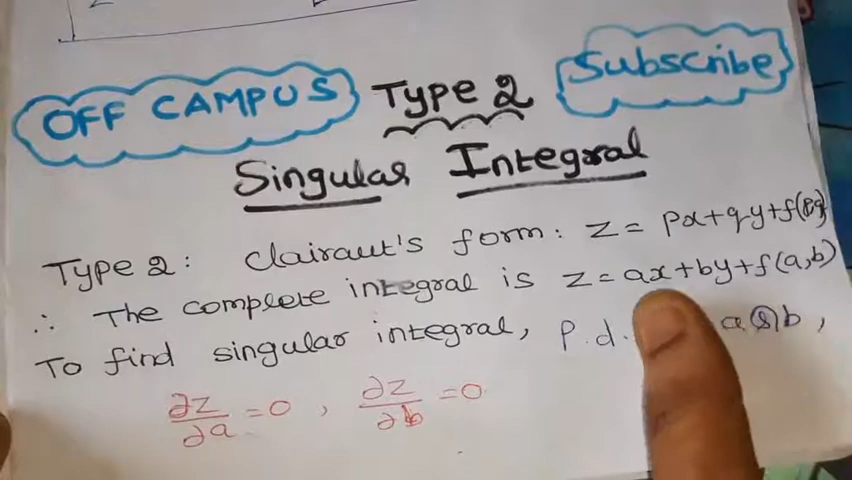 OFF CAMPUS Type 2 Subscribe
Singular Integral
Type 2: Clairaut's form: z = px+qy+f(p,q)
∴ The complete integral is z = ax+by+f(a,b)
To find singular integral, p.d. a & b,
∂z/∂a = 0 , ∂z/∂b = 0